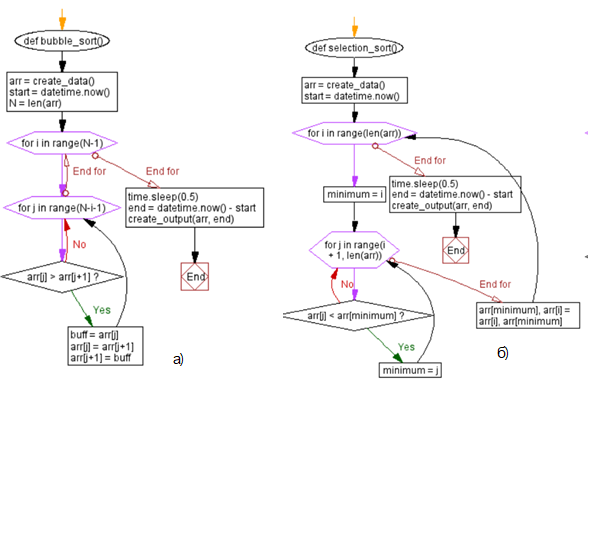 def bubble_sort()
arr = create_data()
start = datetime.now()
N = len(arr)
for i in range(N-1)
End for
End for
for j in range(N-i-1)
time.sleep(0.5)
end = datetime.now() - start
create_output(arr, end)
No
End
arr[j] > arr[j+1] ?
Yes
buff = arr[j]
arr[j] = arr[j+1]
arr[j+1] = buff
а)
def selection_sort()
arr = create_data()
start = datetime.now()
for i in range(len(arr))
End for
time.sleep(0.5)
end = datetime.now() - start
create_output(arr, end)
minimum = i
End
for j in range(i
+ 1, len(arr))
No
End for
arr[minimum], arr[i] =
arr[i], arr[minimum]
arr[j] < arr[minimum] ?
Yes
minimum = j
б)